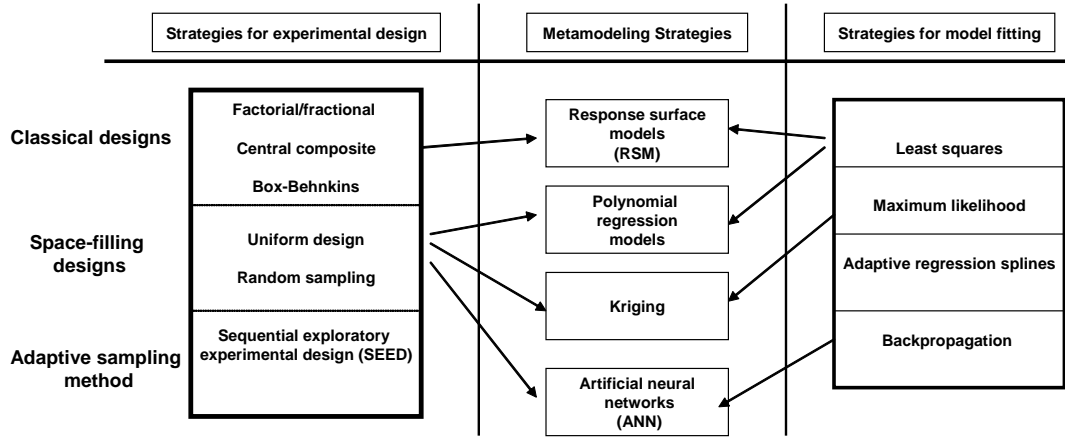 Strategies for experimental design
Metamodeling Strategies
Strategies for model fitting
Classical designs
Factorial/fractional
Central composite
Box-Behnkins
Space-filling
designs
Uniform design
Random sampling
Adaptive sampling
method
Sequential exploratory
experimental design (SEED)
Response surface
models
(RSM)
Polynomial
regression
models
Kriging
Artificial neural
networks
(ANN)
Least squares
Maximum likelihood
Adaptive regression splines
Backpropagation